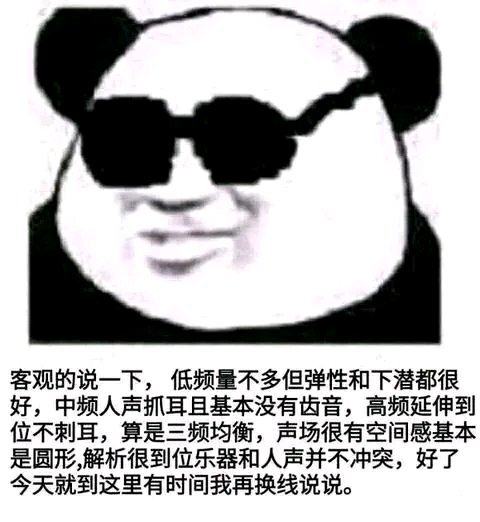 客观的说一下， 低频量不多但弹性和下潜都很
好，中频人声抓耳且基本没有齿音，高频延伸到
位不刺耳，算是三频均衡，声场很有空间感基本
是圆形,解析很到位乐器和人声并不冲突，好了
今天就到这里有时间我再换线说说。